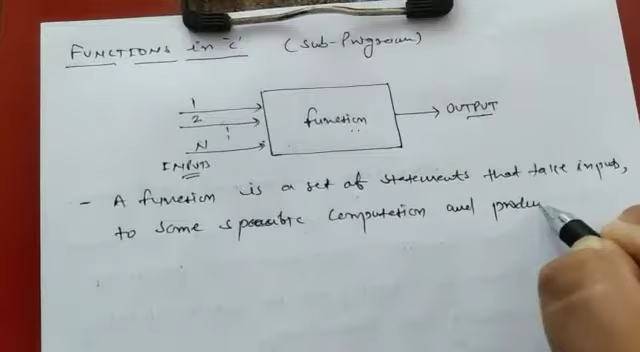 FUNCTIONS in 'C' (Sub-Program)
1
2
N
INPUTS
function
OUTPUT
- A function is a set of statements that take inputs,
to some computation and produ